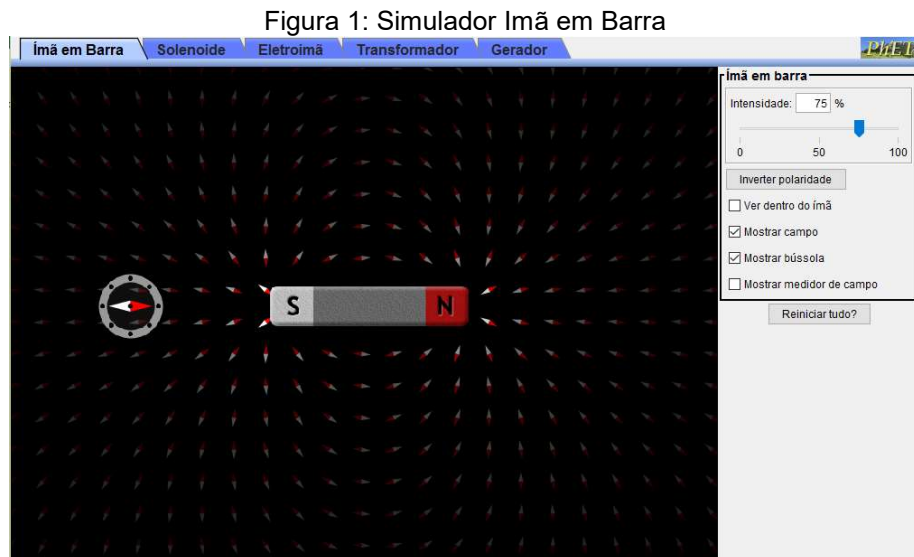 Figura 1: Simulador Imã em Barra
Ímã em Barra Solenoide Eletroimã Transformador Gerador
PhET
Ímã em barra
Intensidade: 75 %
0 50 100
Inverter polaridade
Ver dentro do ímã
Mostrar campo
Mostrar bússola
Mostrar medidor de campo
Reiniciar tudo?
S N